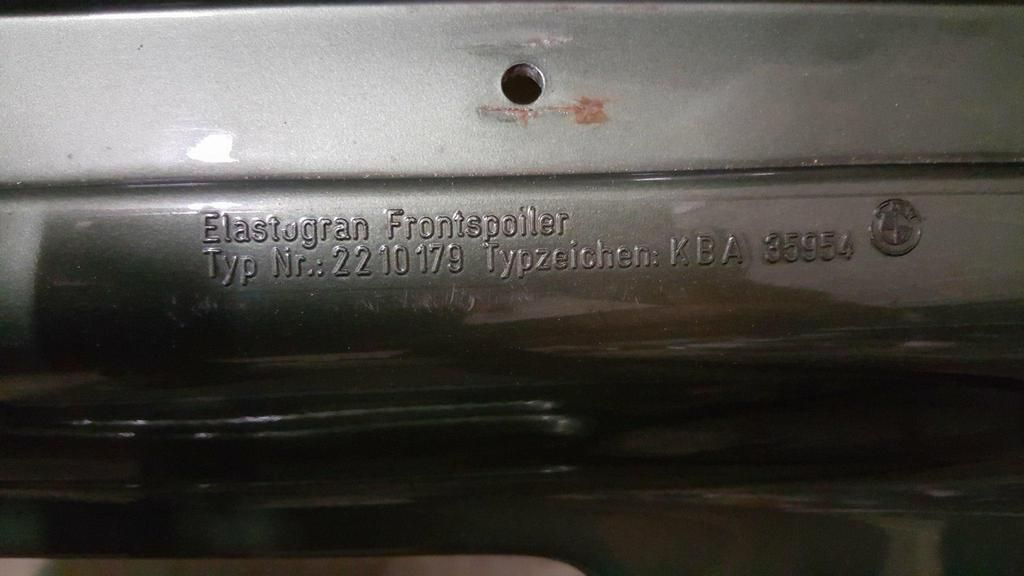 Elastogran Frontspoiler
Typ Nr.: 2210179 Typzeichen: KBA 35954